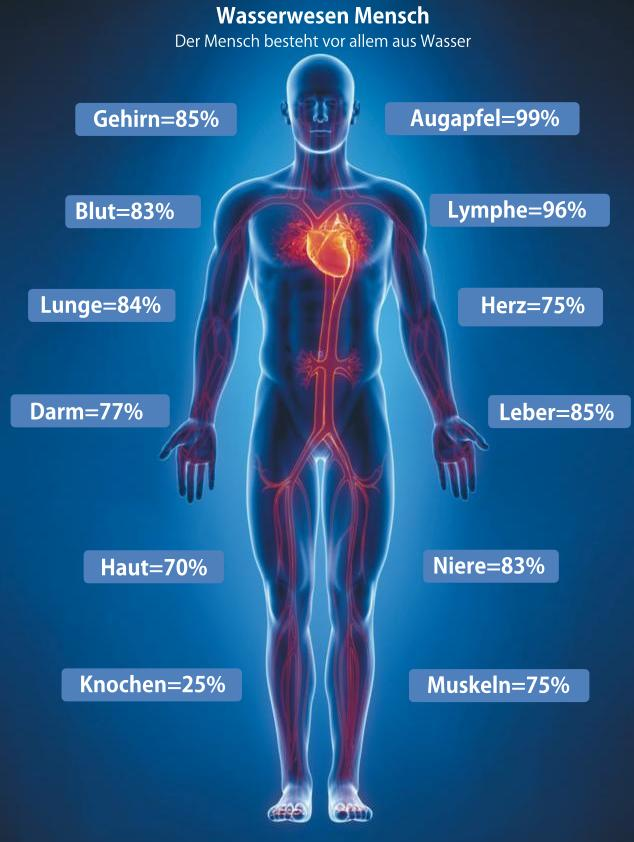 Wasserwesen Mensch
Der Mensch besteht vor allem aus Wasser
Gehirn=85%
Augapfel=99%
Blut=83%
Lymphe=96%
Lunge=84%
Herz=75%
Darm=77%
Leber=85%
Haut=70%
Niere=83%
Knochen=25%
Muskeln=75%